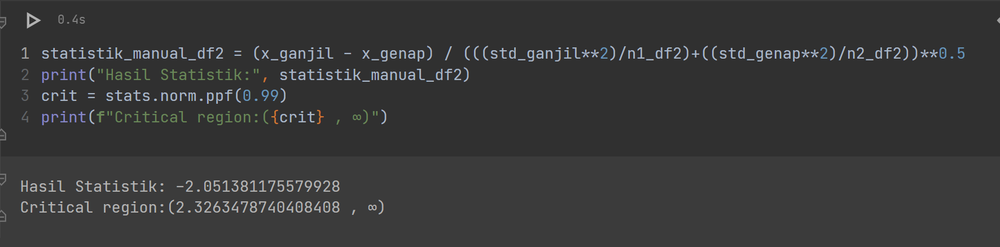 0.4s
1 statistik_manual_df2 = (x_ganjil - x_genap) / (((std_ganjil**2)/n1_df2)+((std_genap**2)/n2_df2))**0.5
2 print("Hasil Statistik:", statistik_manual_df2)
3 crit = stats.norm.ppf(0.99)
4 print(f"Critical region:({crit} , ∞)")
Hasil Statistik: -2.051381175579928
Critical region:(2.3263478740408408 , ∞)